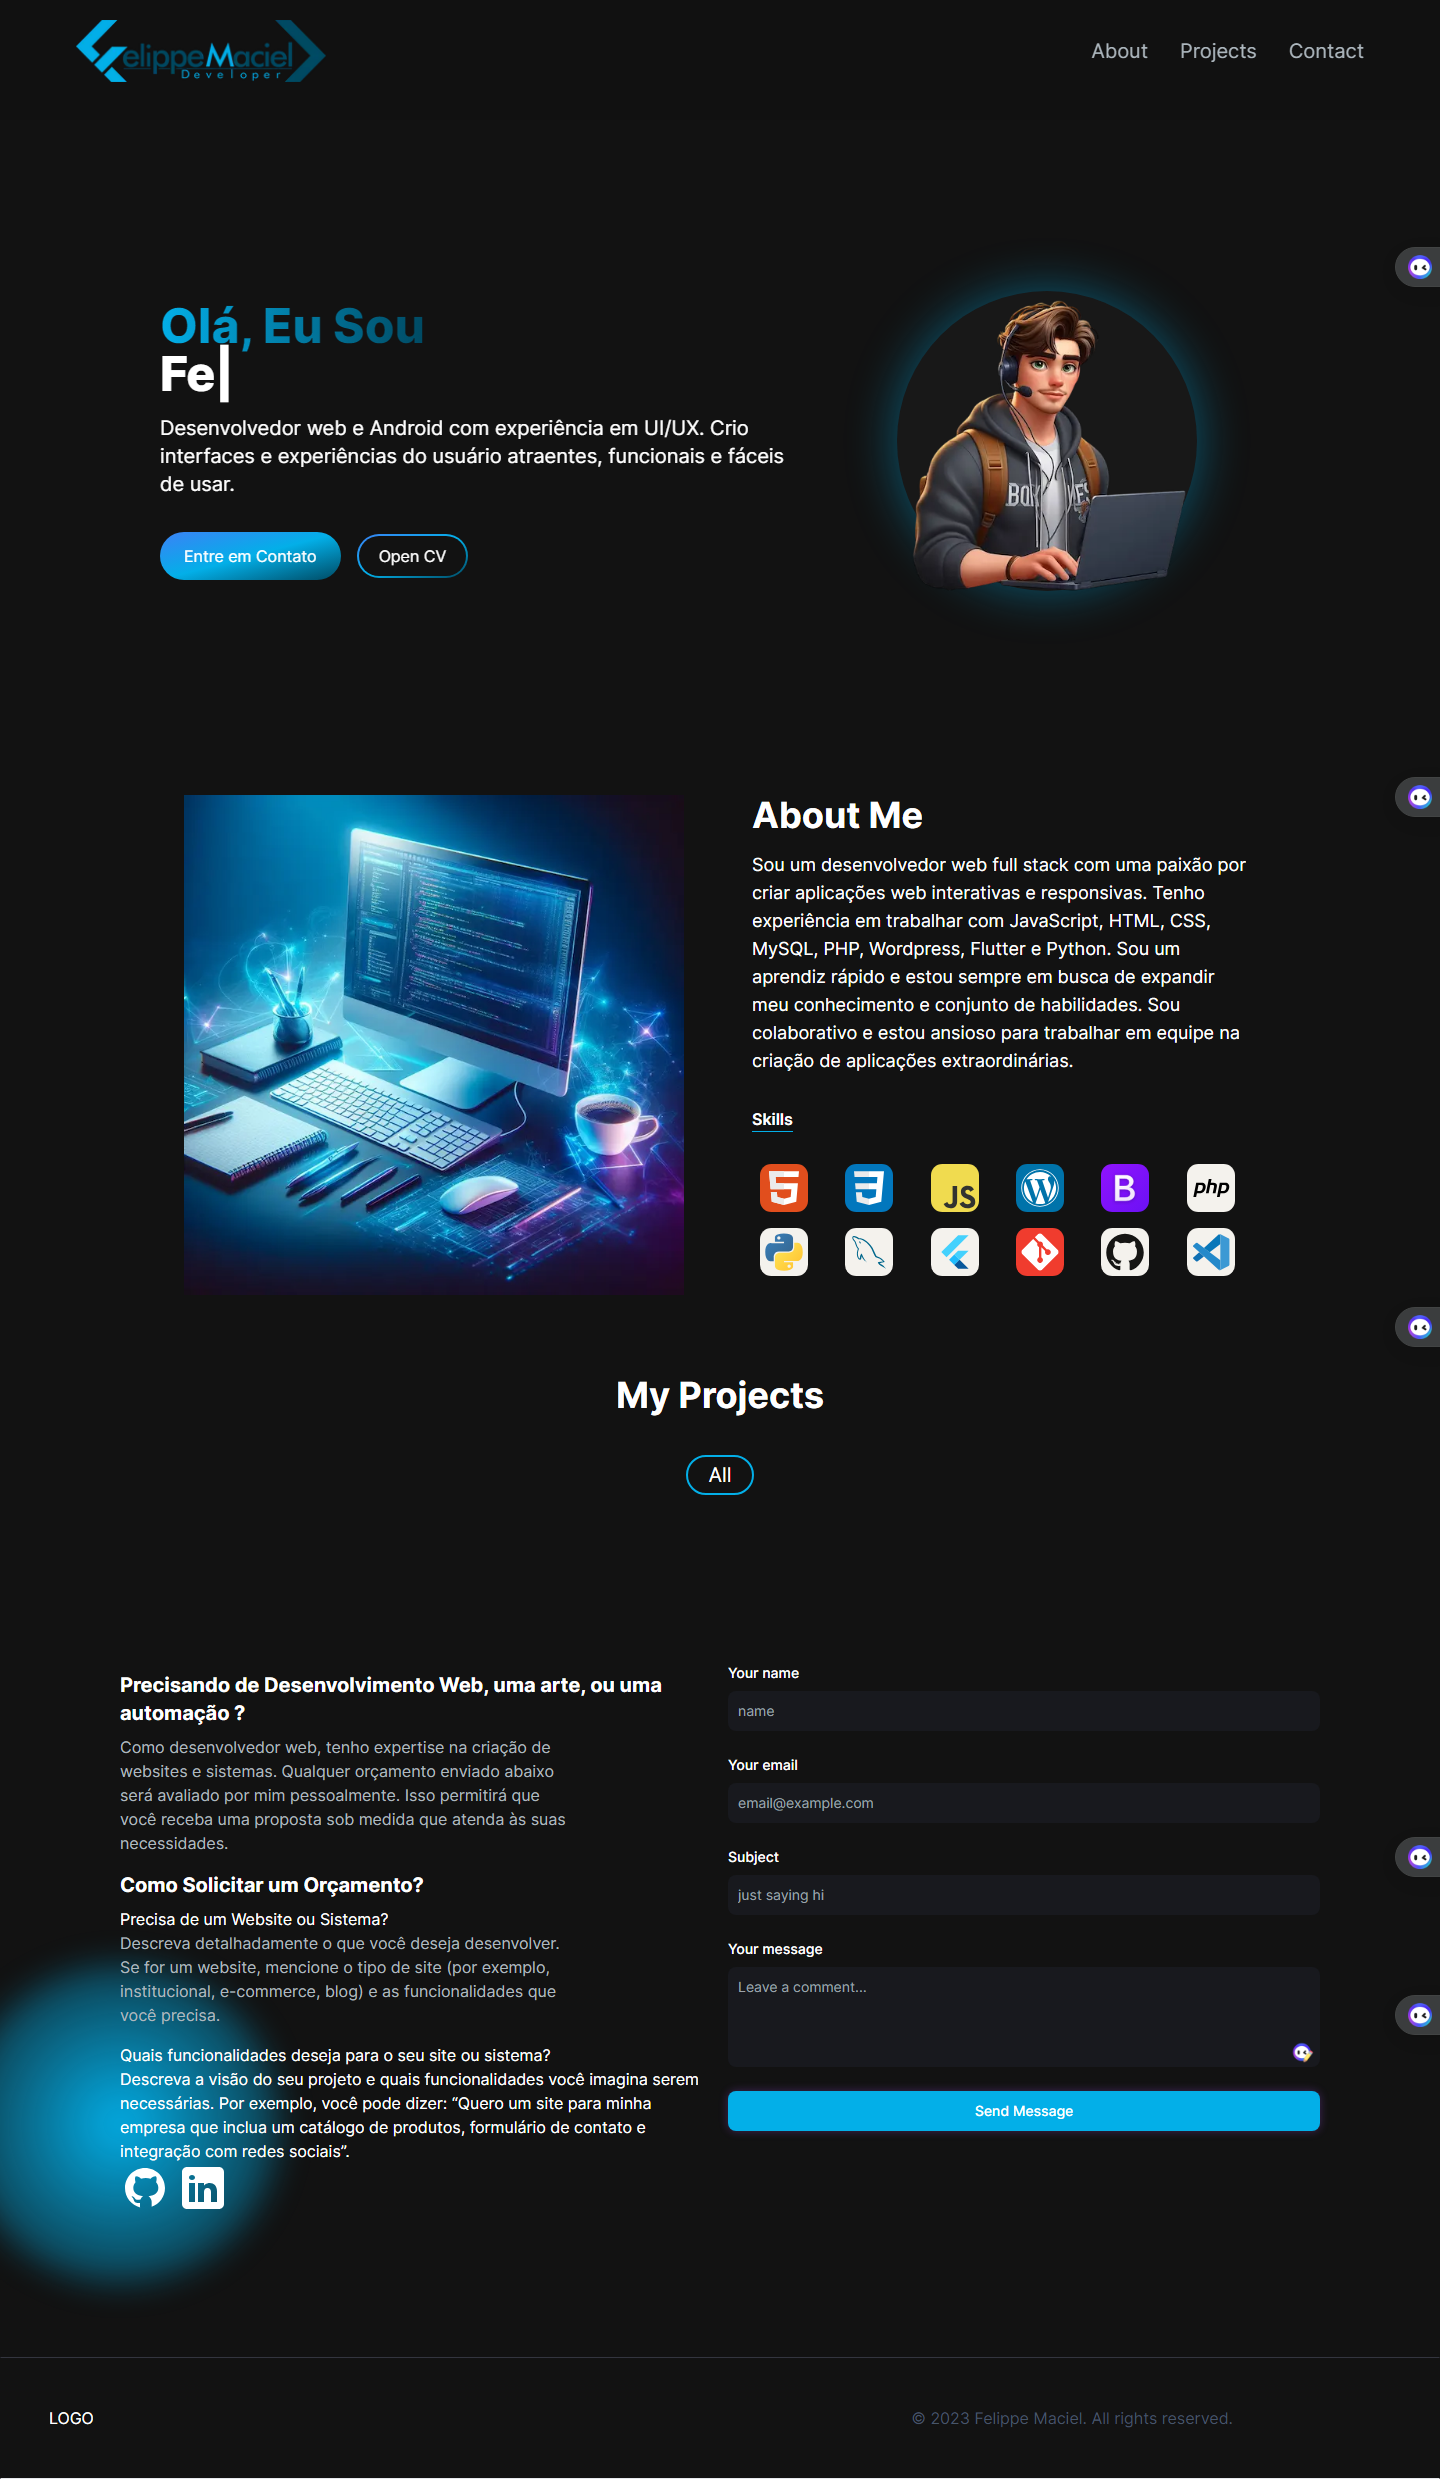 elippeMaciel
Developer
About Projects Contact
Olá, Eu Sou
Fe
Desenvolvedor web e Android com experiência em UI/UX. Crio
interfaces e experiências do usuário atraentes, funcionais e fáceis
de usar.
Entre em Contato Open CV
About Me
Sou um desenvolvedor web full stack com uma paixão por
criar aplicações web interativas e responsivas. Tenho
experiência em trabalhar com JavaScript, HTML, CSS,
MySQL, PHP, Wordpress, Flutter e Python. Sou um
aprendiz rápido e estou sempre em busca de expandir
meu conhecimento e conjunto de habilidades. Sou
colaborativo e estou ansioso para trabalhar em equipe na
criação de aplicações extraordinárias.
Skills
JS B php
My Projects
All
Precisando de Desenvolvimento Web, uma arte, ou uma
automação ?
Como desenvolvedor web, tenho expertise na criação de
websites e sistemas. Qualquer orçamento enviado abaixo
será avaliado por mim pessoalmente. Isso permitirá que
você receba uma proposta sob medida que atenda às suas
necessidades.
Como Solicitar um Orçamento?
Precisa de um Website ou Sistema?
Descreva detalhadamente o que você deseja desenvolver.
Se for um website, mencione o tipo de site (por exemplo,
institucional, e-commerce, blog) e as funcionalidades que
você precisa.
Quais funcionalidades deseja para o seu site ou sistema?
Descreva a visão do seu projeto e quais funcionalidades você imagina serem
necessárias. Por exemplo, você pode dizer: “Quero um site para minha
empresa que inclua um catálogo de produtos, formulário de contato e
integração com redes sociais”.
in
Your name
name
Your email
email@example.com
Subject
just saying hi
Your message
Leave a comment...
Send Message
LOGO
© 2023 Felippe Maciel. All rights reserved.